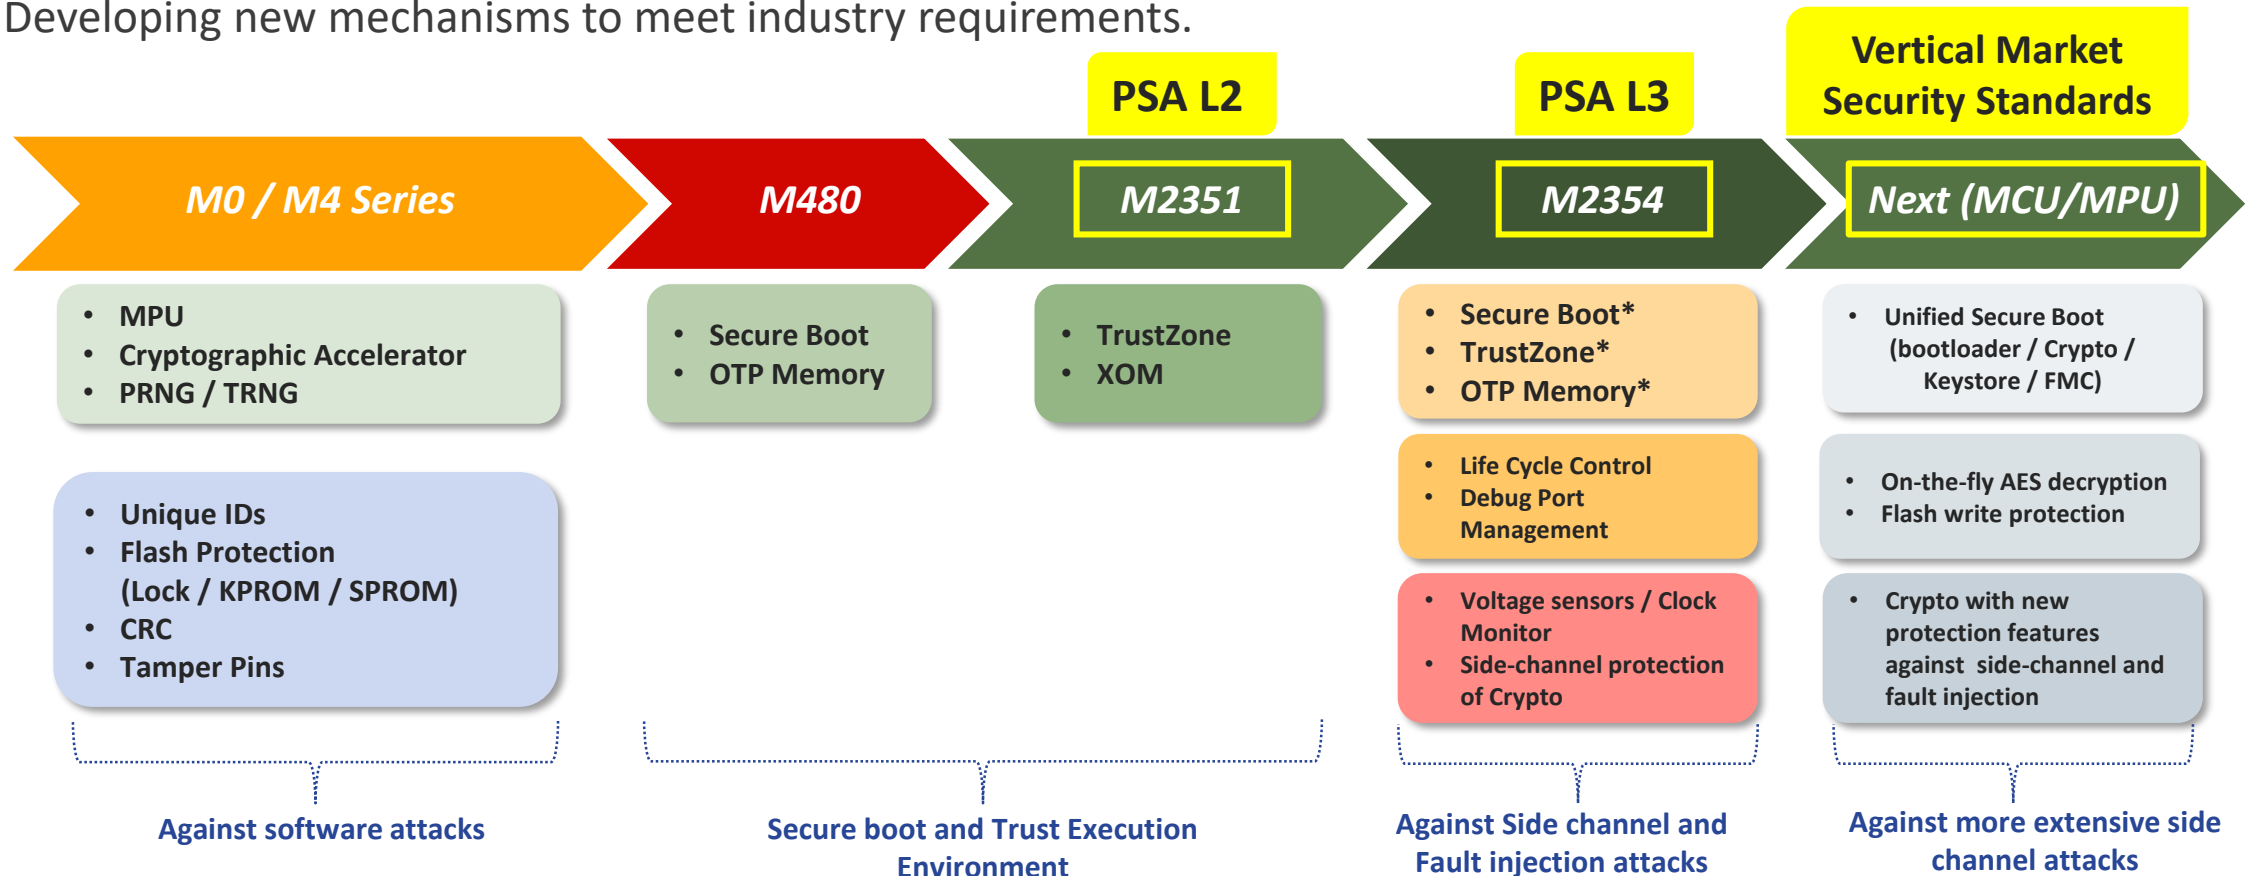 Developing new mechanisms to meet industry requirements.
PSA L2
PSA L3
Vertical Market
Security Standards
M0 / M4 Series
M480
M2351
M2354
Next (MCU/MPU)
• MPU
• Cryptographic Accelerator
• PRNG / TRNG
• Unique IDs
• Flash Protection
(Lock / KPROM / SPROM)
• CRC
• Tamper Pins
• Secure Boot
• OTP Memory
• TrustZone
• XOM
• Secure Boot*
• TrustZone*
• OTP Memory*
• Life Cycle Control
• Debug Port
Management
• Voltage sensors / Clock
Monitor
• Side-channel protection
of Crypto
• Unified Secure Boot
(bootloader / Crypto /
Keystore / FMC)
• On-the-fly AES decryption
• Flash write protection
• Crypto with new
protection features
against side-channel and
fault injection
Against software attacks
Secure boot and Trust Execution
Environment
Against Side channel and
Fault injection attacks
Against more extensive side
channel attacks